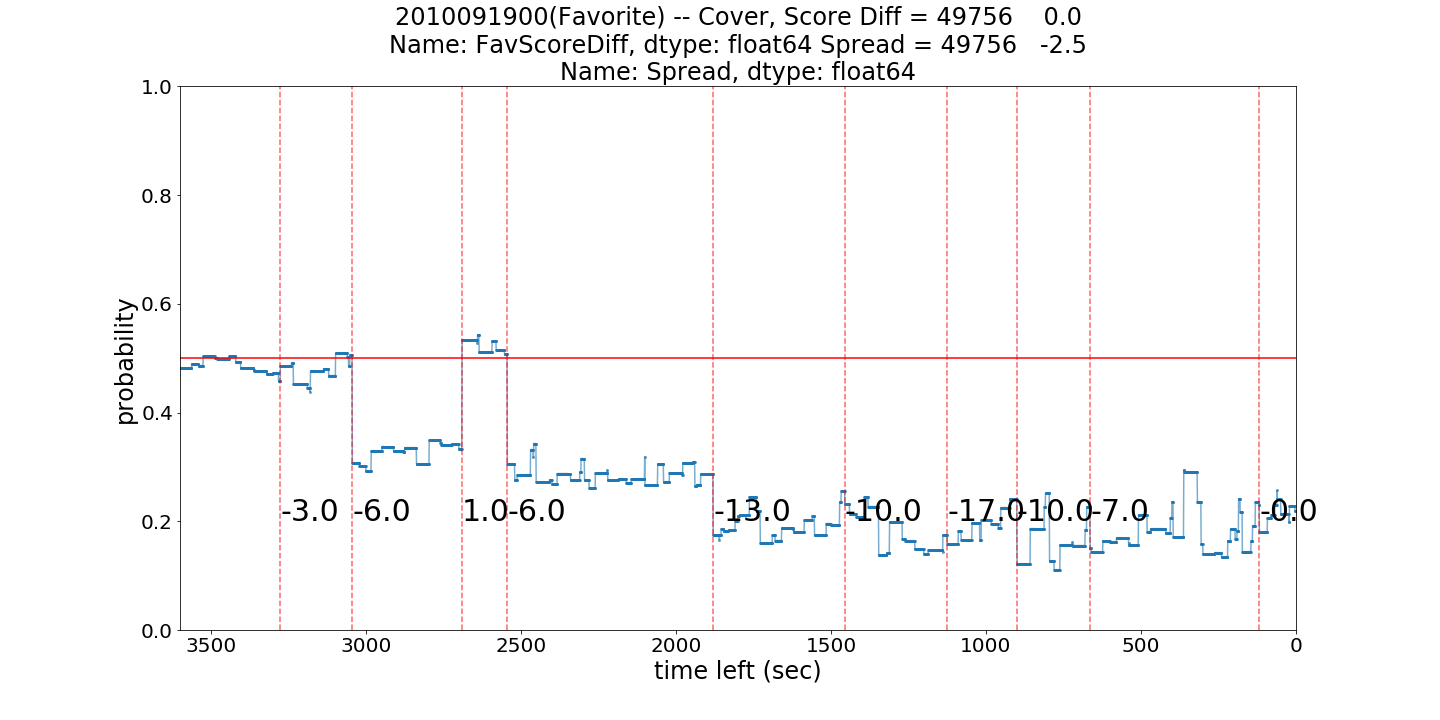 2010091900(Favorite) -- Cover, Score Diff = 49756    0.0
Name: FavScoreDiff, dtype: float64 Spread = 49756   -2.5
Name: Spread, dtype: float64
1.0
0.8
0.6
0.4
0.2
0.0
probability
-3.0 -6.0 1.0 -6.0 -13.0 -10.0 -17.0 -10.0 -7.0 -0.0
3500 3000 2500 2000 1500 1000 500 0
time left (sec)